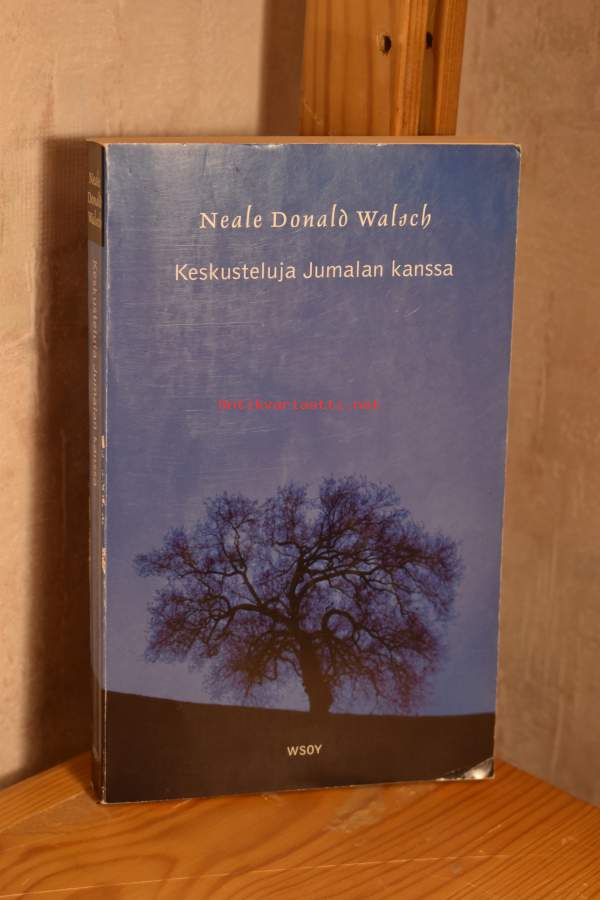 Neale Donald Walsch
Keskusteluja Jumalan kanssa
Antikvariaatti.net
WSOY
Neale
Donald
Walsch
Keskusteluja Jumalan kanssa